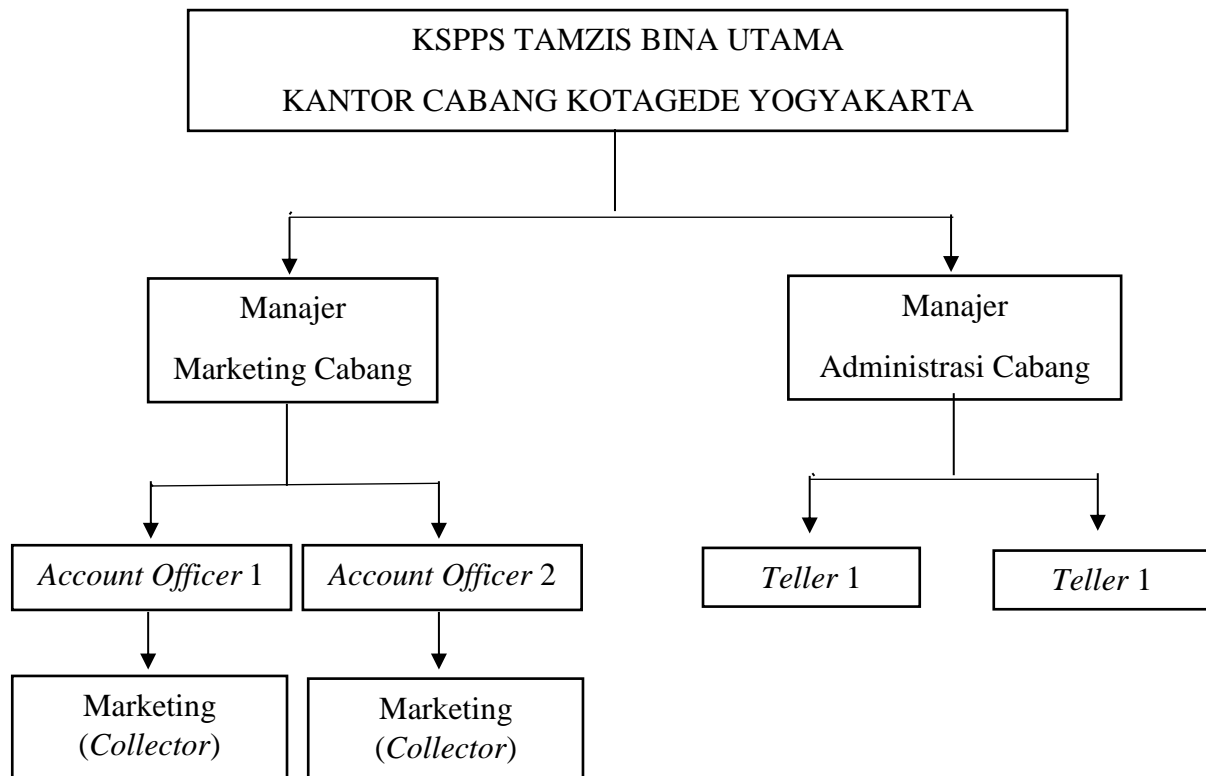 KSPPS TAMZIS BINA UTAMA
KANTOR CABANG KOTAGEDE YOGYAKARTA
Manajer
Marketing Cabang
Manajer
Administrasi Cabang
Account Officer 1
Account Officer 2
Teller 1
Teller 1
Marketing
(Collector)
Marketing
(Collector)